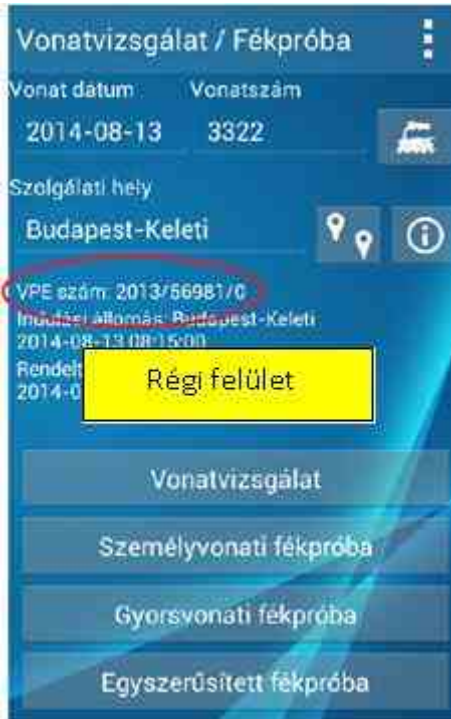 Vonatvizsgálat / Fékpróba
Vonat dátum Vonatszám
2014-08-13 3322
Szolgálati hely
Budapest-Keleti
VPE szám: 2013/56981/0
Indulási állomás: Budapest-Keleti
2014-08-13 08:15:00
Régi felület
Vonatvizsgálat
Személyvonati fékpróba
Gyorsvonati fékpróba
Egyszerűsített fékpróba